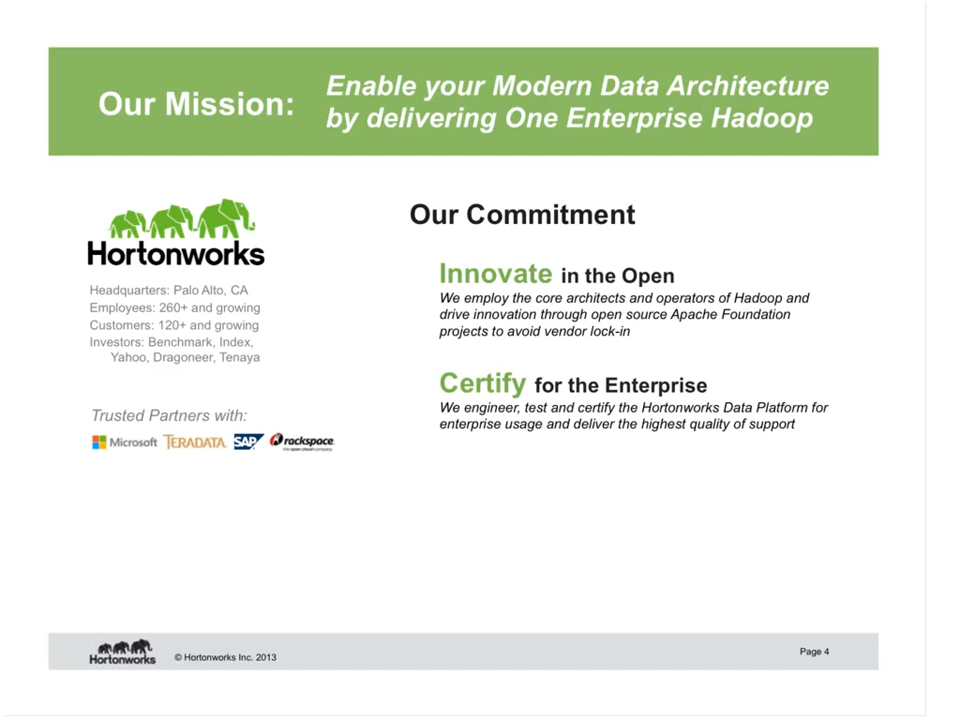 Our Mission:
Enable your Modern Data Architecture
by delivering One Enterprise Hadoop
Hortonworks
Headquarters: Palo Alto, CA
Employees: 260+ and growing
Customers: 120+ and growing
Investors: Benchmark, Index,
Yahoo, Dragoneer, Tenaya
Trusted Partners with:
Microsoft TERADATA SAP rackspace
the open cloud company
Our Commitment
Innovate in the Open
We employ the core architects and operators of Hadoop and
drive innovation through open source Apache Foundation
projects to avoid vendor lock-in
Certify for the Enterprise
We engineer, test and certify the Hortonworks Data Platform for
enterprise usage and deliver the highest quality of support
Hortonworks
© Hortonworks Inc. 2013
Page 4